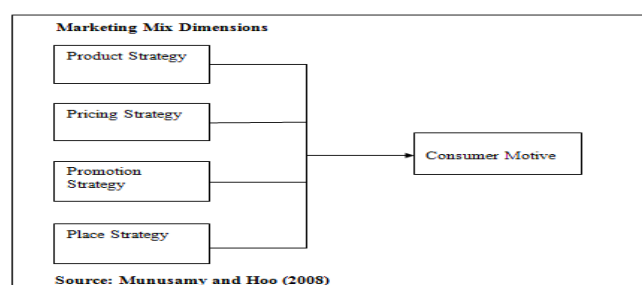 Marketing Mix Dimensions
Product Strategy
Pricing Strategy
Promotion
Strategy
Place Strategy
Consumer Motive
Source: Munusamy and Hoo (2008)